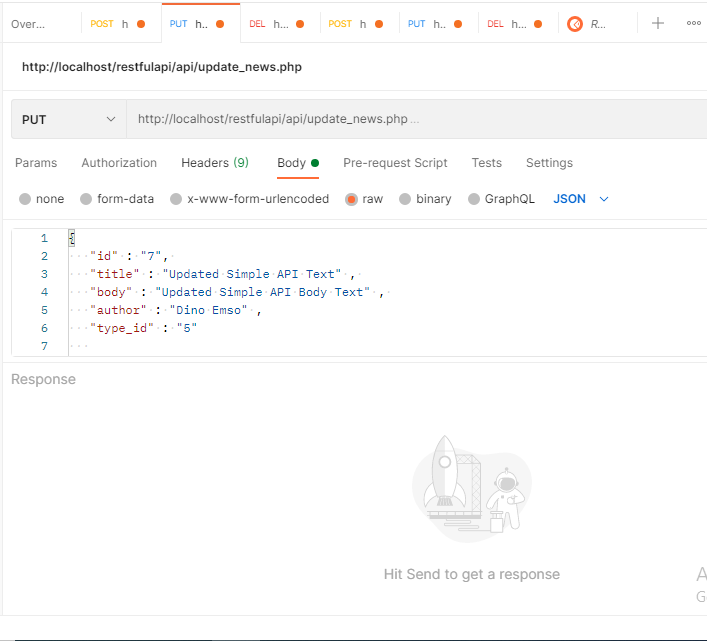 Over... POST h PUT h.. DEL h... POST h PUT h.. DEL h... R...
http://localhost/restfulapi/api/update_news.php
PUT http://localhost/restfulapi/api/update_news.php ...
Params Authorization Headers (9) Body Pre-request Script Tests Settings
none form-data x-www-form-urlencoded raw binary GraphQL JSON
1 {
2 "id" : "7",
3 "title" : "Updated Simple API Text" ,
4 "body" : "Updated Simple API Body Text" ,
5 "author" : "Dino Emso" ,
6 "type_id" : "5"
7
Response
Hit Send to get a response
A
G